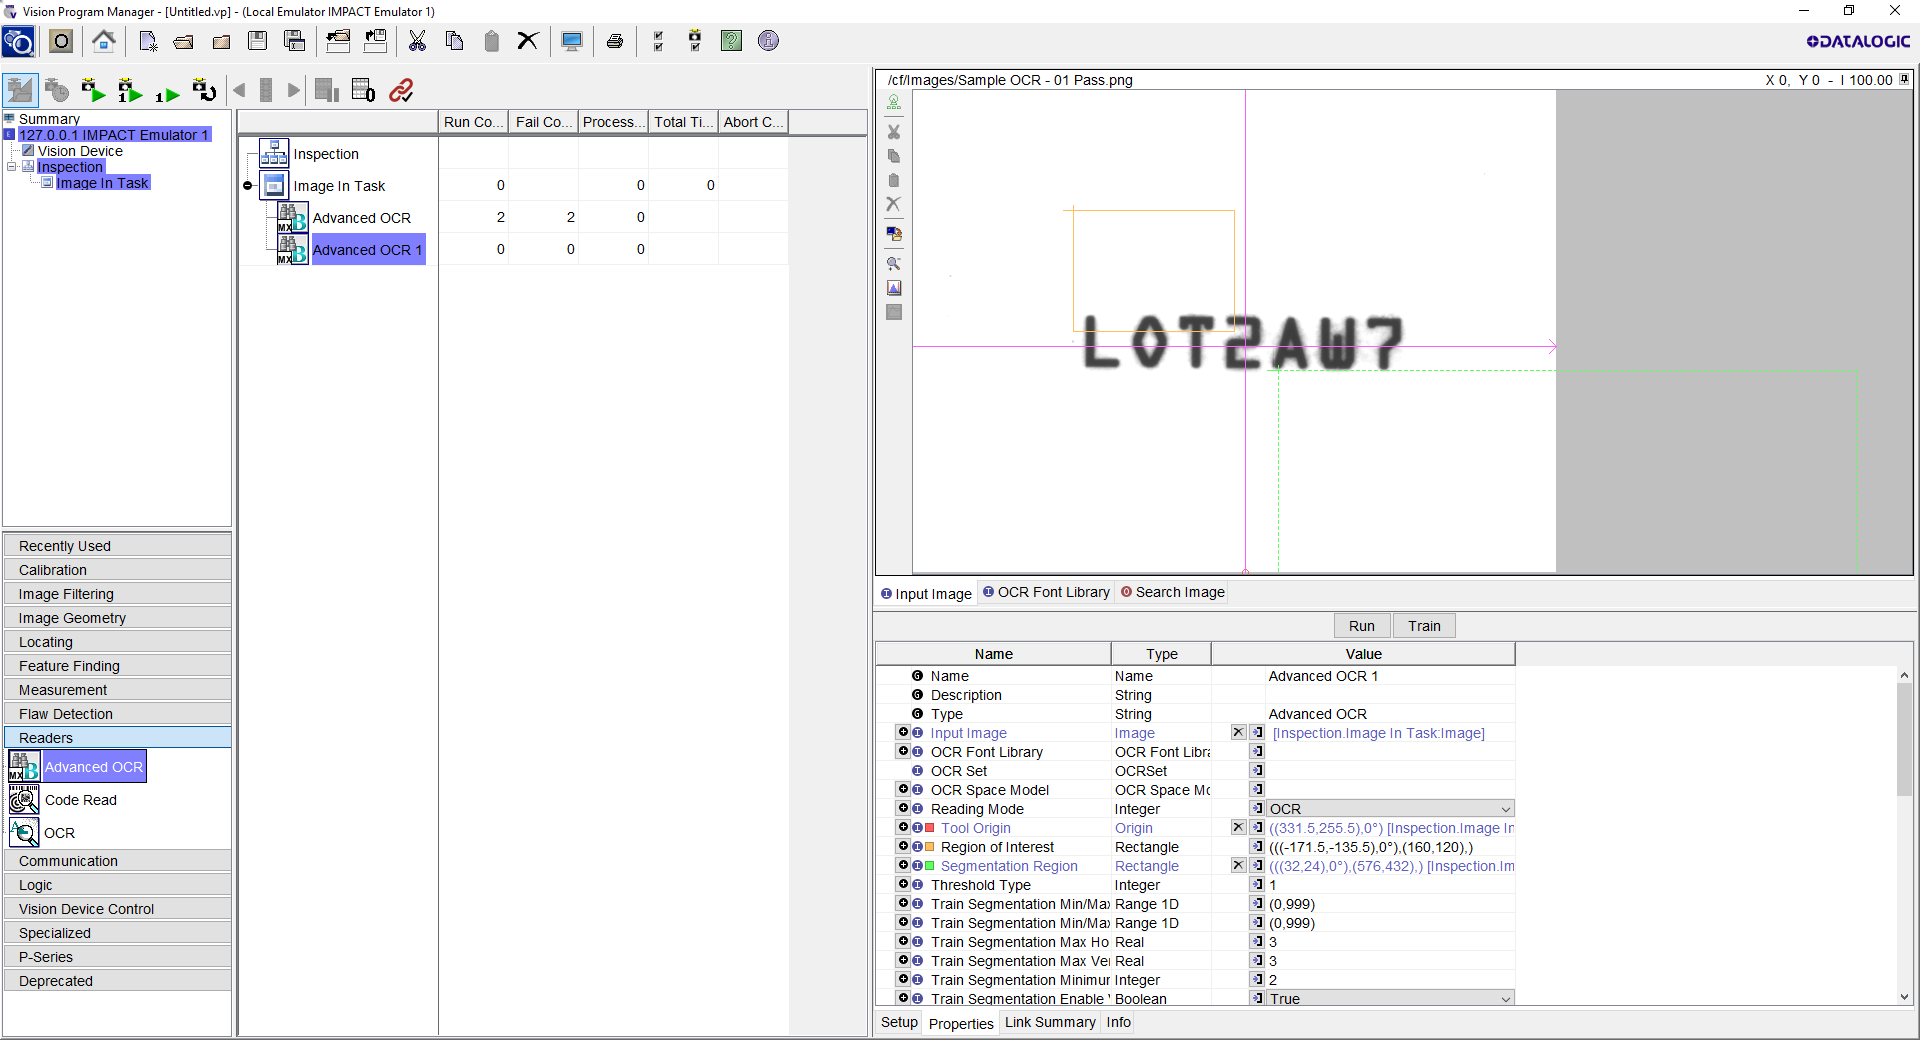 Vision Program Manager - [Untitled.vp] - (Local Emulator IMPACT Emulator 1)
DATALOGIC
Summary
127.0.0.1 IMPACT Emulator 1
Vision Device
Inspection
Image In Task
Run Co... Fail Co... Process... Total Ti... Abort C...
Inspection
Image In Task 0 0 0
Advanced OCR 2 2 0
Advanced OCR 1 0 0 0
Recently Used
Calibration
Image Filtering
Image Geometry
Locating
Feature Finding
Measurement
Flaw Detection
Readers
Advanced OCR
Code Read
OCR
Communication
Logic
Vision Device Control
Specialized
P-Series
Deprecated
/cf/Images/Sample OCR - 01 Pass.png X 0, Y 0 - I 100.00
LOT2AW7
Input Image OCR Font Library Search Image
Run Train
Name Type Value
Name Name Advanced OCR 1
Description String
Type String Advanced OCR
Input Image Image [Inspection.Image In Task:Image]
OCR Font Library OCR Font Libra
OCR Set OCRSet
OCR Space Model OCR Space Mo
Reading Mode Integer OCR
Tool Origin Origin ((331.5,255.5),0°) [Inspection.Image In
Region of Interest Rectangle (((-171.5,-135.5),0°),(160,120),)
Segmentation Region Rectangle (((32,24),0°),(576,432),) [Inspection.Im
Threshold Type Integer 1
Train Segmentation Min/Max Range 1D (0,999)
Train Segmentation Min/Max Range 1D (0,999)
Train Segmentation Max Ho Real 3
Train Segmentation Max Ver Real 3
Train Segmentation Minimum Integer 2
Train Segmentation Enable Boolean True
Setup Properties Link Summary Info